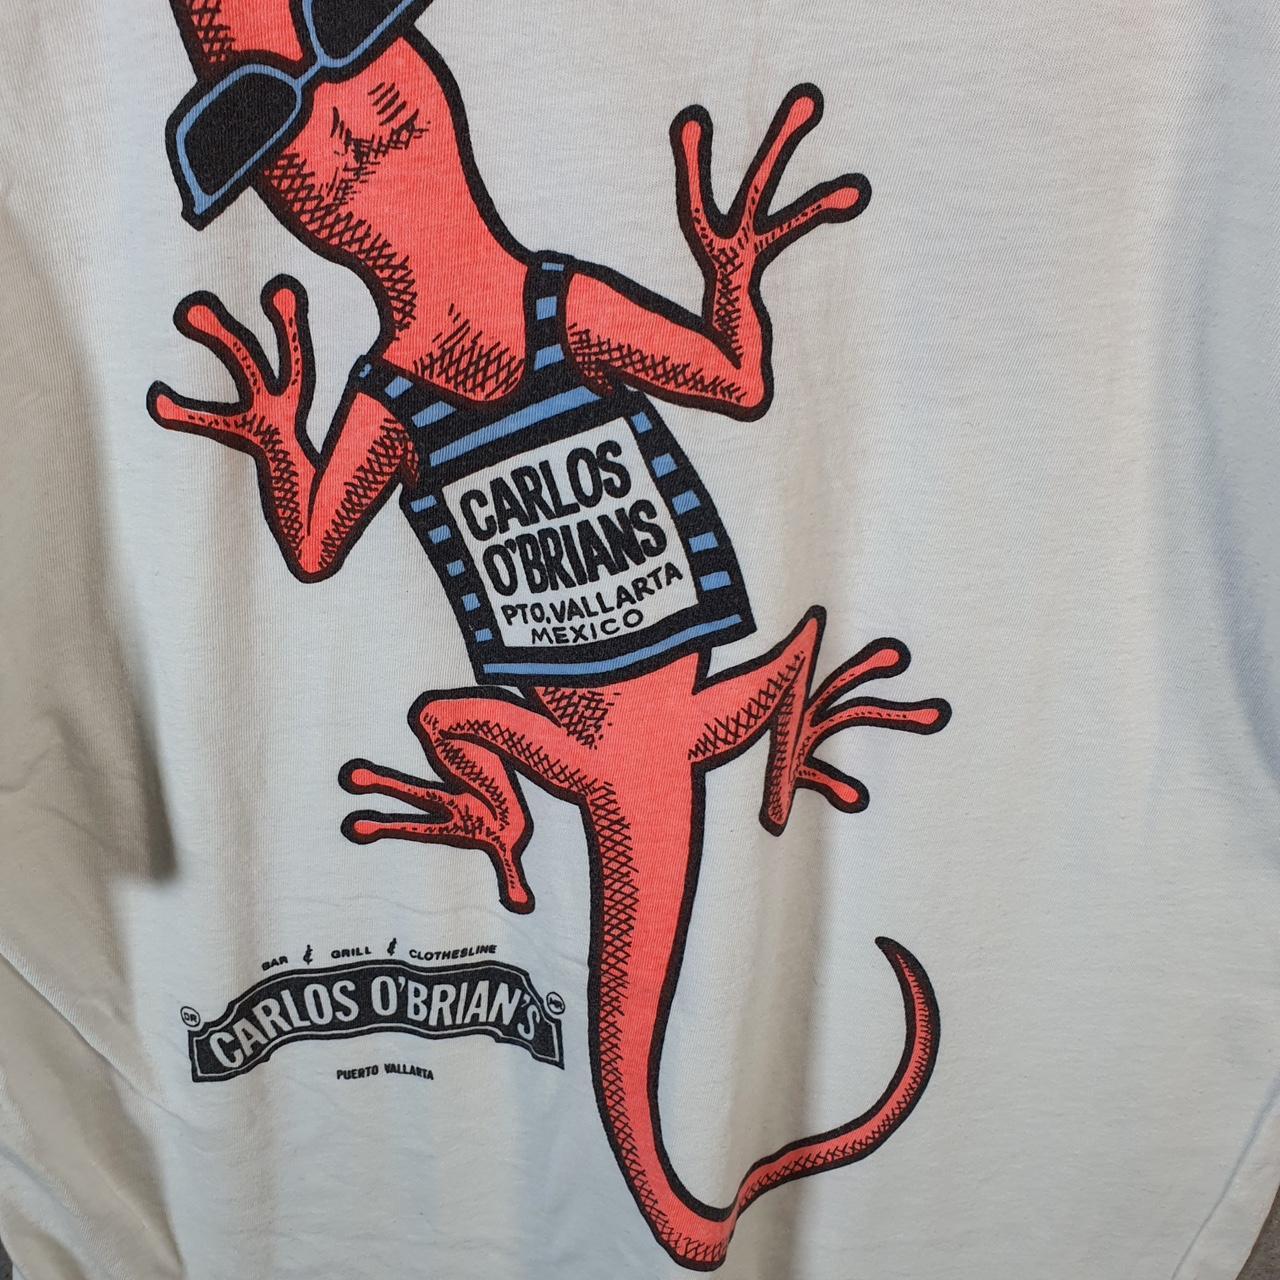 CARLOS
O'BRIANS
PTO. VALLARTA
MEXICO
BAR & GRILL & CLOTHESLINE
CARLOS O'BRIAN'S
PUERTO VALLARTA